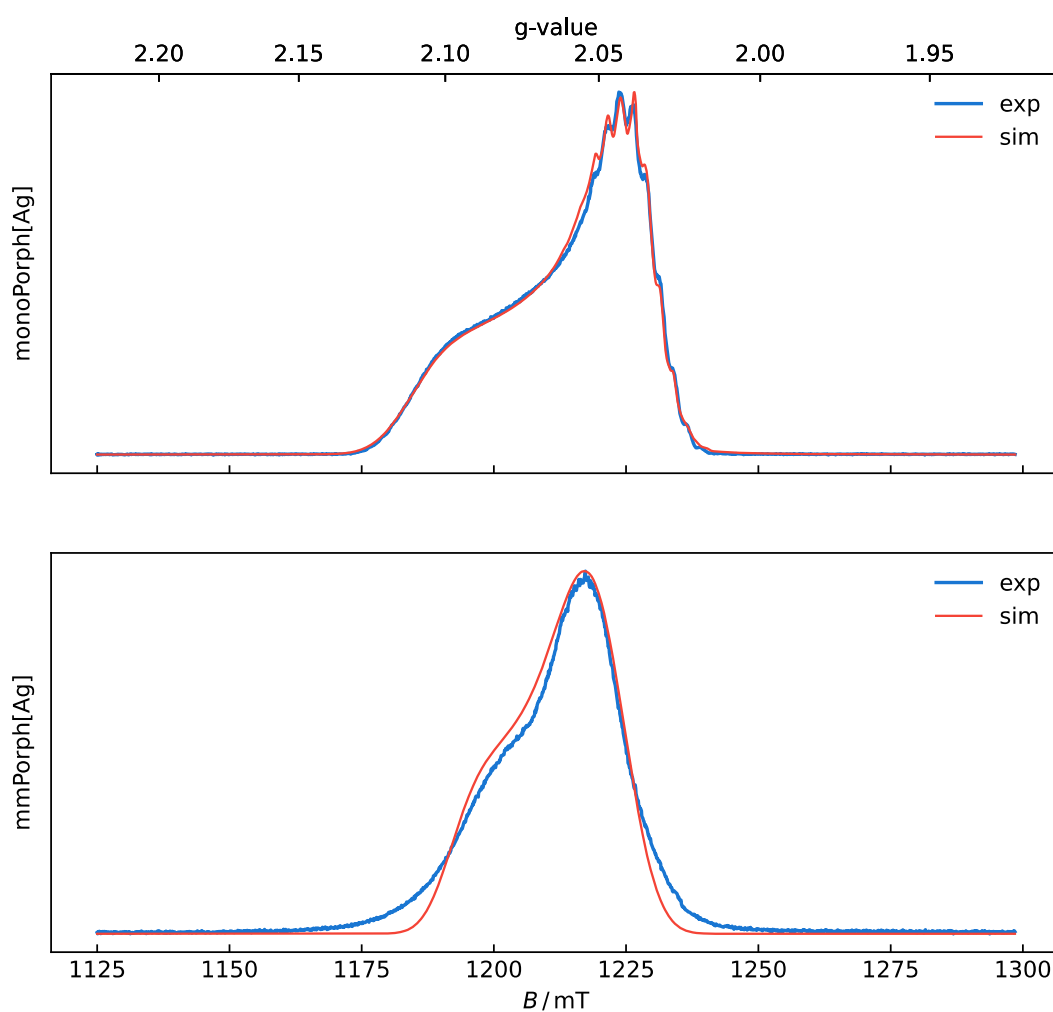 g-value
2.20 2.15 2.10 2.05 2.00 1.95
monoPorph[Ag]
exp
sim
mmPorph[Ag]
exp
sim
1125 1150 1175 1200 1225 1250 1275 1300
B / mT